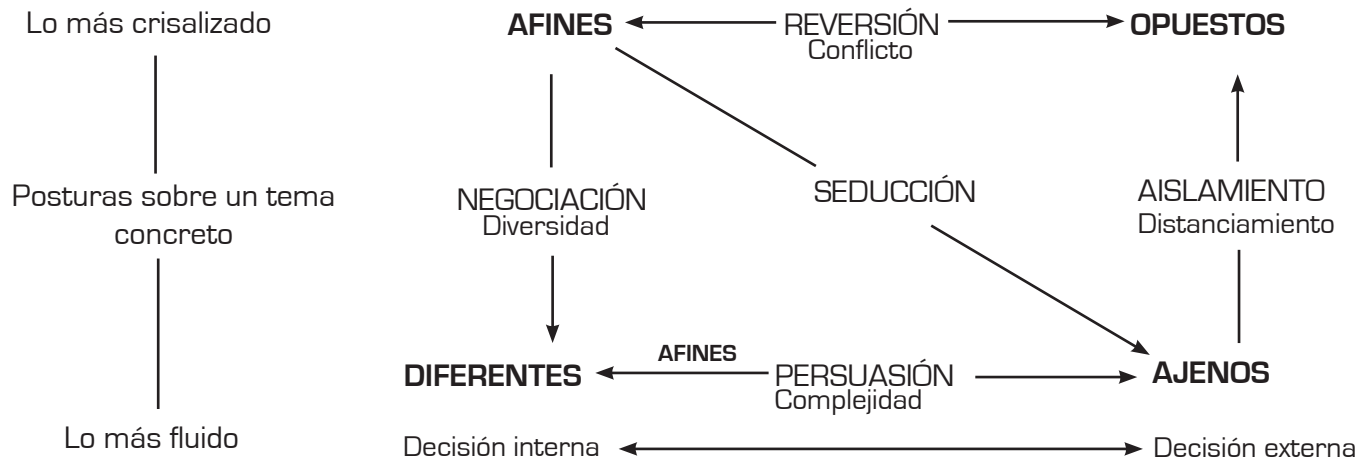 Lo más crisalizado
AFINES
REVERSIÓN
Conflicto
OPUESTOS
Posturas sobre un tema
concreto
NEGOCIACIÓN
Diversidad
SEDUCCIÓN
AISLAMIENTO
Distanciamiento
AFINES
DIFERENTES
PERSUASIÓN
Complejidad
AJENOS
Lo más fluido
Decisión interna
Decisión externa